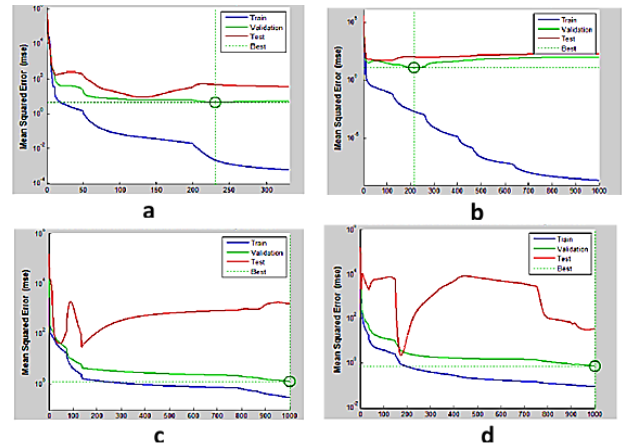 Mean Squared Error (mse)
Train
Validation
Test
Best
0 50 100 150 200 250 300
a
Mean Squared Error (mse)
Train
Validation
Test
Best
0 100 200 300 400 500 600 700 800 900 1000
b
Mean Squared Error (mse)
Train
Validation
Test
Best
0 100 200 300 400 500 600 700 800 900 1000
c
Mean Squared Error (mse)
Train
Validation
Test
Best
0 100 200 300 400 500 600 700 800 900 1000
d